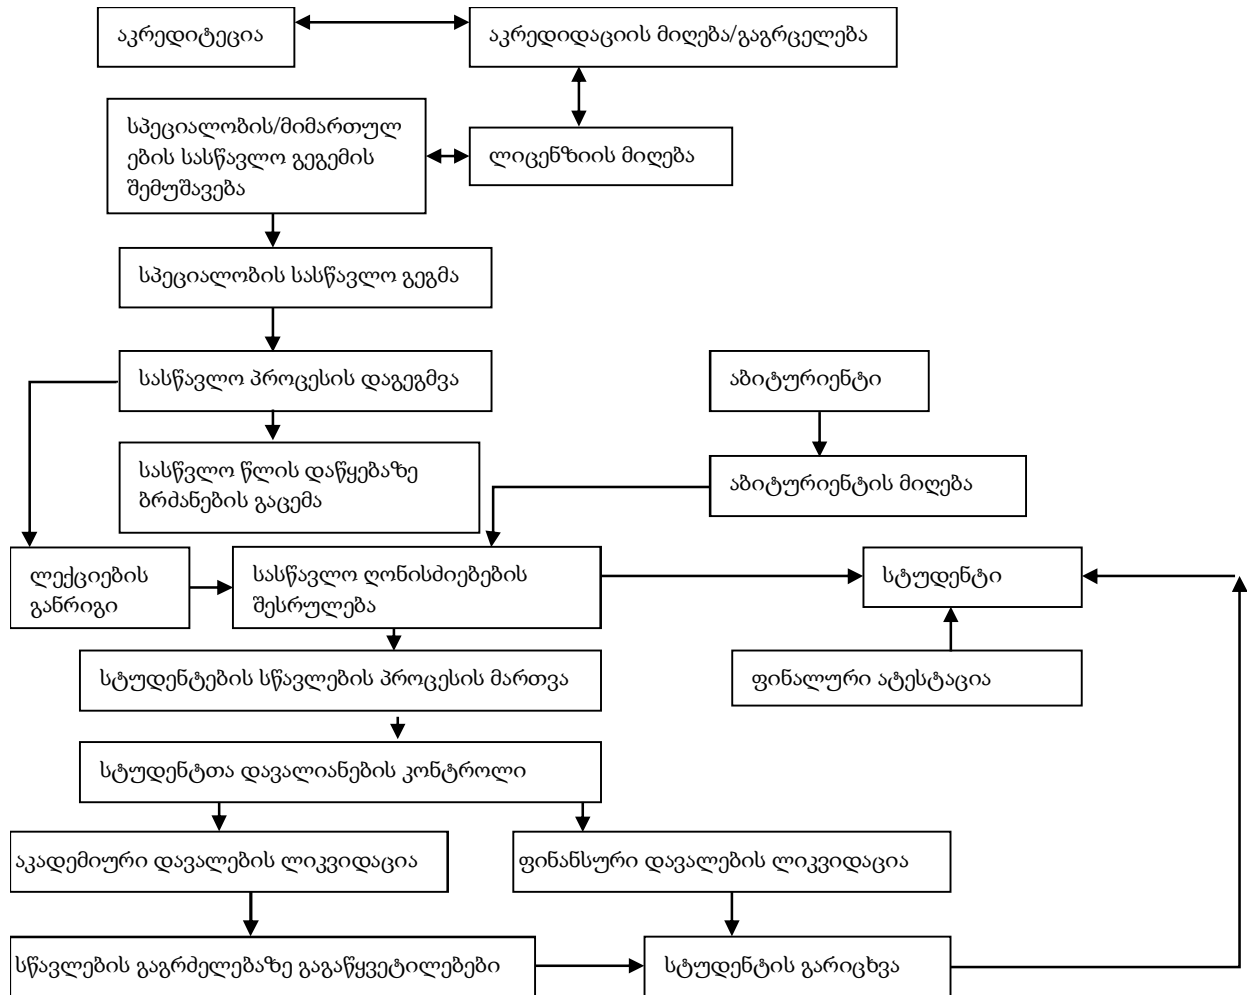 აკრედიტეცია
აკრედიდაციის მიღება/გაგრცელება
სპეციალობის/მიმართულ
ების სასწავლო გეგემის
შემუშავება
ლიცენზიის მიღება
სპეციალობის სასწავლო გეგმა
სასწავლო პროცესის დაგეგმვა
აბიტურიენტი
სასწვლო წლის დაწყებაზე
ბრძანების გაცემა
აბიტურიენტის მიღება
ლექციების
განრიგი
სასწავლო ღონისძიებების
შესრულება
სტუდენტი
სტუდენტების სწავლების პროცესის მართვა
ფინალური ატესტაცია
სტუდენტთა დავალიანების კონტროლი
აკადემიური დავალების ლიკვიდაცია
ფინანსური დავალების ლიკვიდაცია
სწავლების გაგრძელებაზე გაგაწყვეტილებები
სტუდენტის გარიცხვა